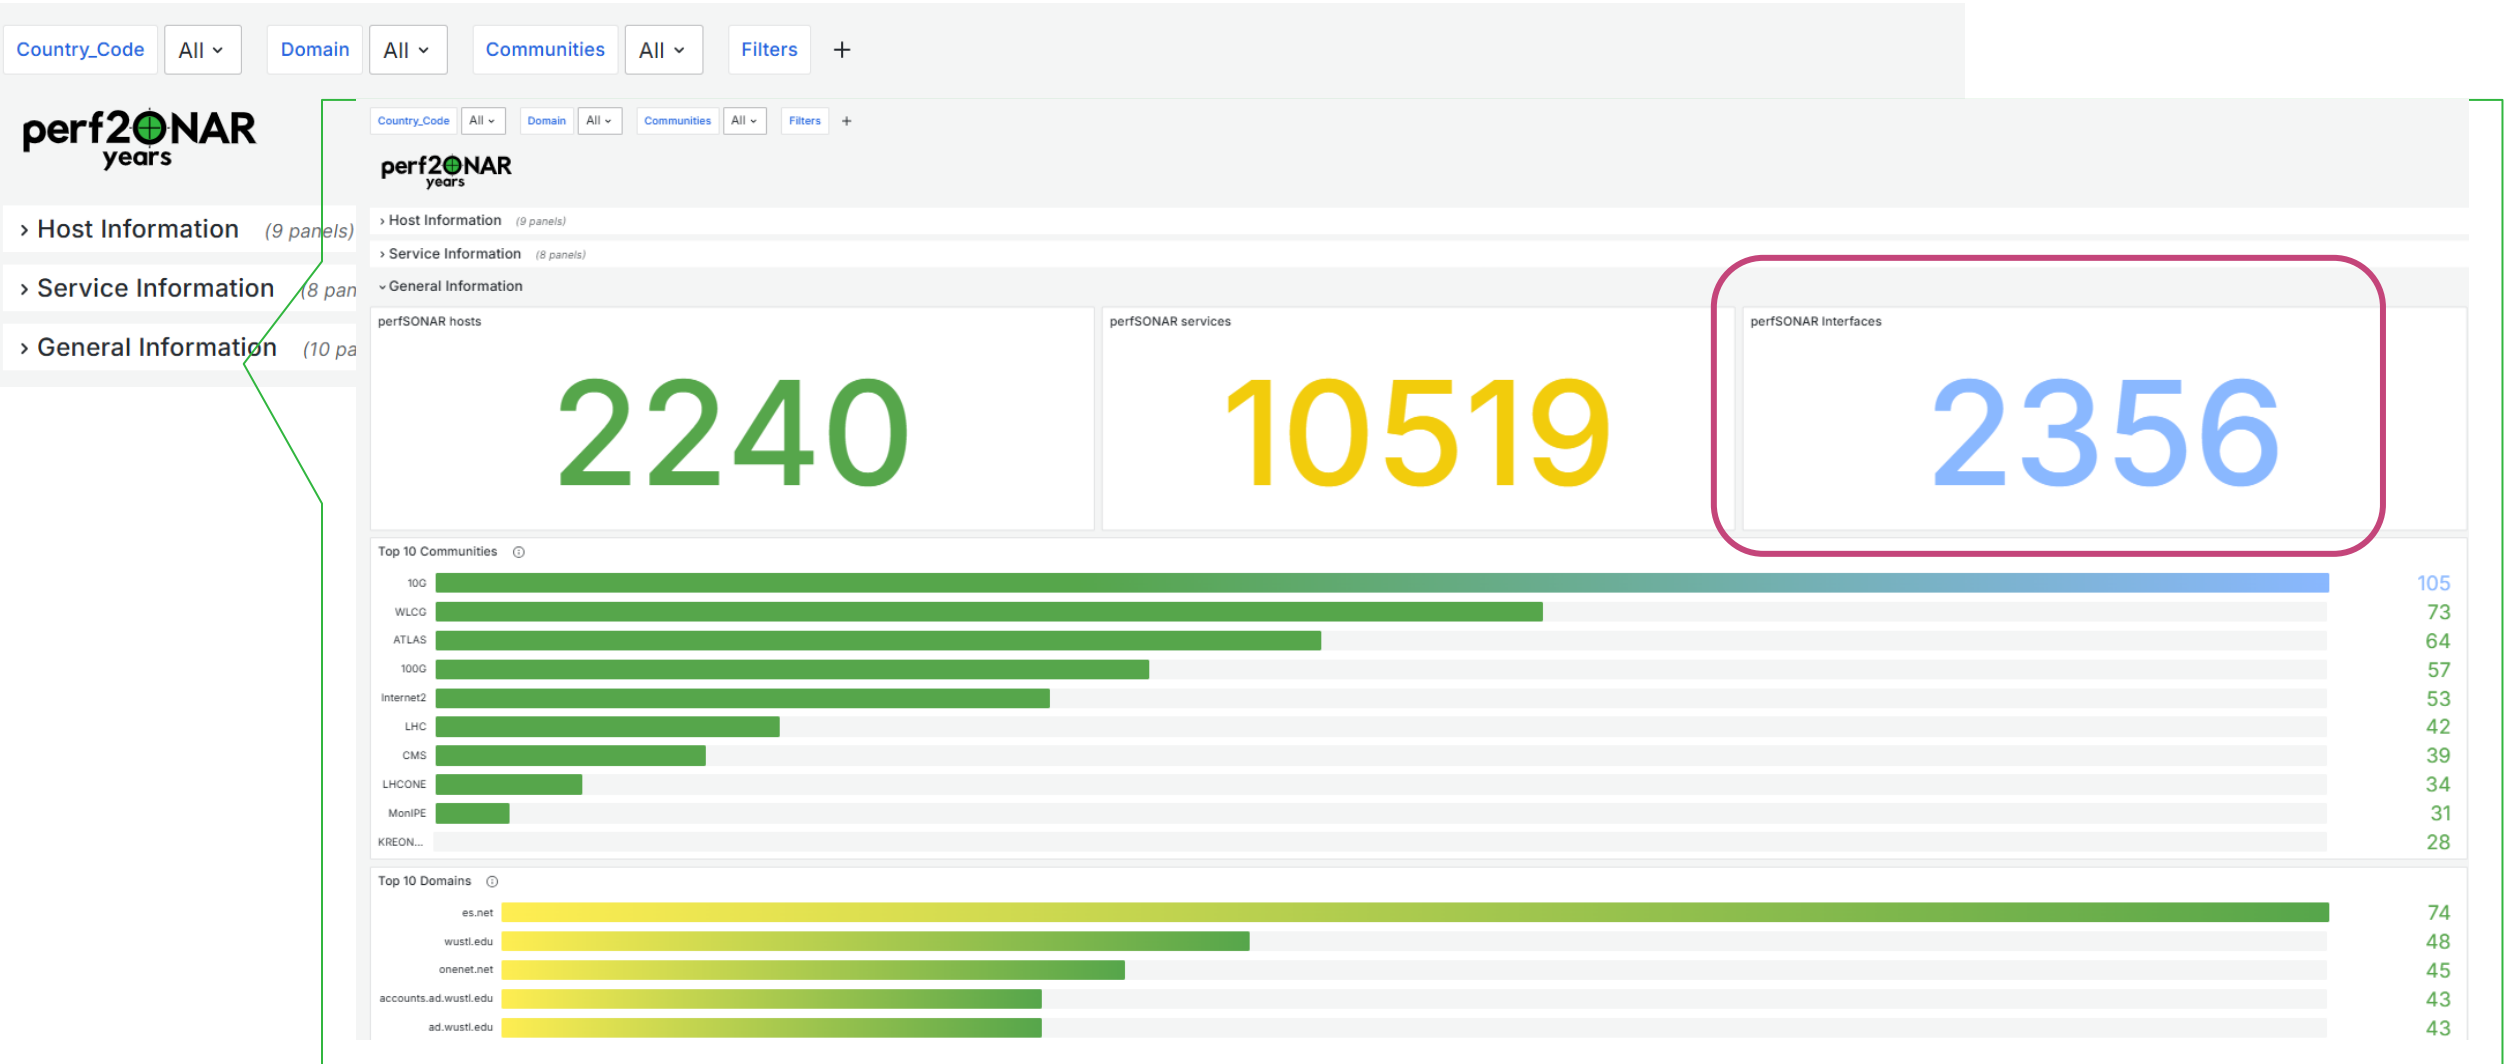 Country_Code All Domain All Communities All Filters +
perf20NAR
years
Host Information (9 panels)
Service Information (8 pan
General Information (10 pa
Country_Code All Domain All Communities All Filters +
perf20NAR
years
Host Information (9 panels)
Service Information (8 panels)
General Information
perfSONAR hosts
2240
perfSONAR services
10519
perfSONAR Interfaces
2356
Top 10 Communities
10G 105
WLCG 73
ATLAS 64
100G 57
Internet2 53
LHC 42
CMS 39
LHCONE 34
MonIPE 31
KREON... 28
Top 10 Domains
es.net 74
wustl.edu 48
onenet.net 45
accounts.ad.wustl.edu 43
ad.wustl.edu 43